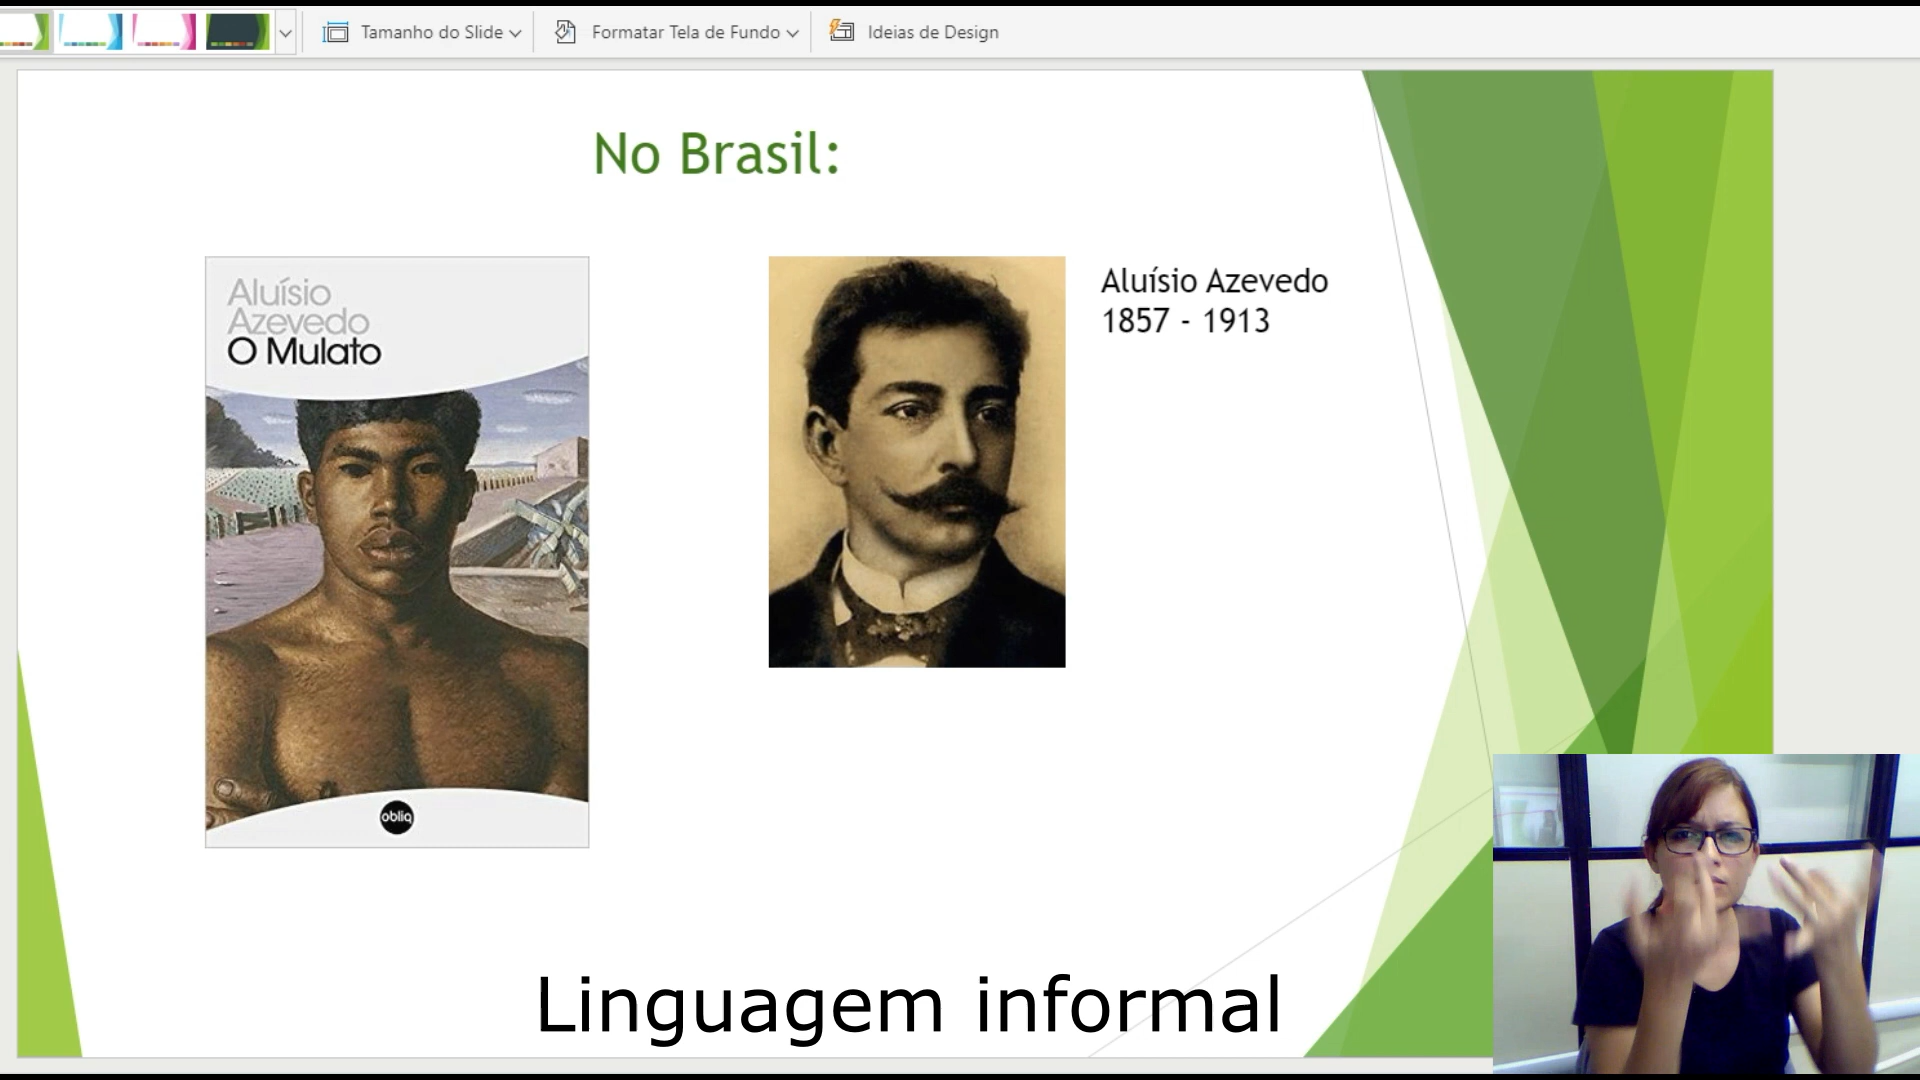 Tamanho do Slide
Formatar Tela de Fundo
Ideias de Design
No Brasil:
Aluísio
Azevedo
O Mulato
obliq
Aluísio Azevedo
1857 - 1913
Linguagem informal